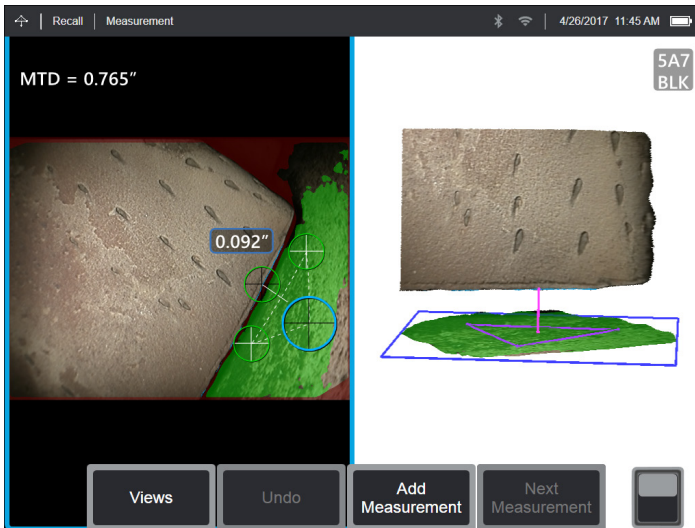 Recall Measurement 4/26/2017 11:45 AM
MTD = 0.765"
5A7
BLK
0.092"
Views
Undo
Add
Measurement
Next
Measurement